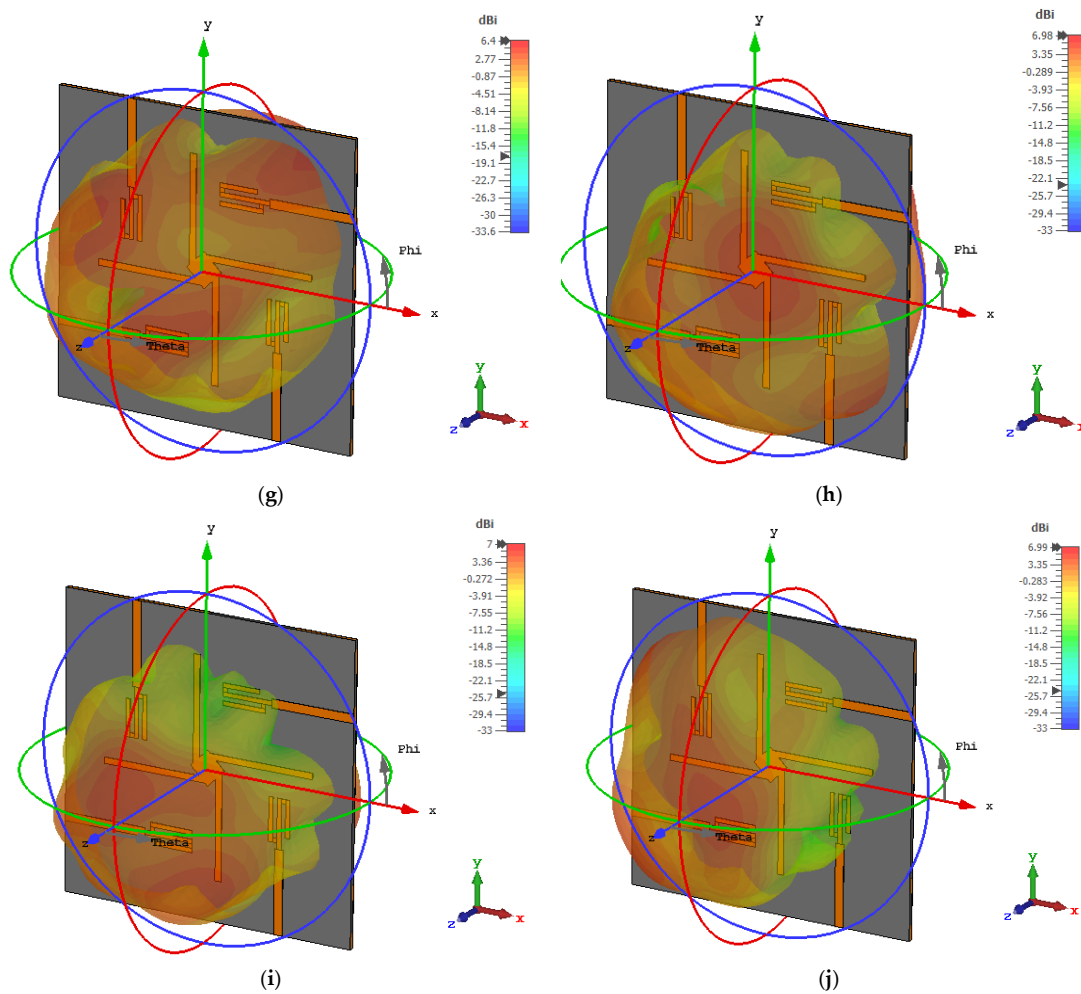 dBi
6.4
2.77
-0.87
-4.51
-8.14
-11.8
-15.4
-19.1
-22.7
-26.3
-30
-33.6
y
Phi
x
z
Theta
y
z
x
(g)
dBi
6.98
3.35
-0.289
-3.93
-7.56
-11.2
-14.8
-18.5
-22.1
-25.7
-29.4
-33
y
Phi
x
z
Theta
y
z
x
(h)
dBi
7
3.36
-0.272
-3.91
-7.55
-11.2
-14.8
-18.5
-22.1
-25.7
-29.4
-33
y
Phi
x
z
Theta
y
z
x
(i)
dBi
6.99
3.35
-0.283
-3.92
-7.56
-11.2
-14.8
-18.5
-22.1
-25.7
-29.4
-33
y
Phi
x
z
Theta
y
z
x
(j)